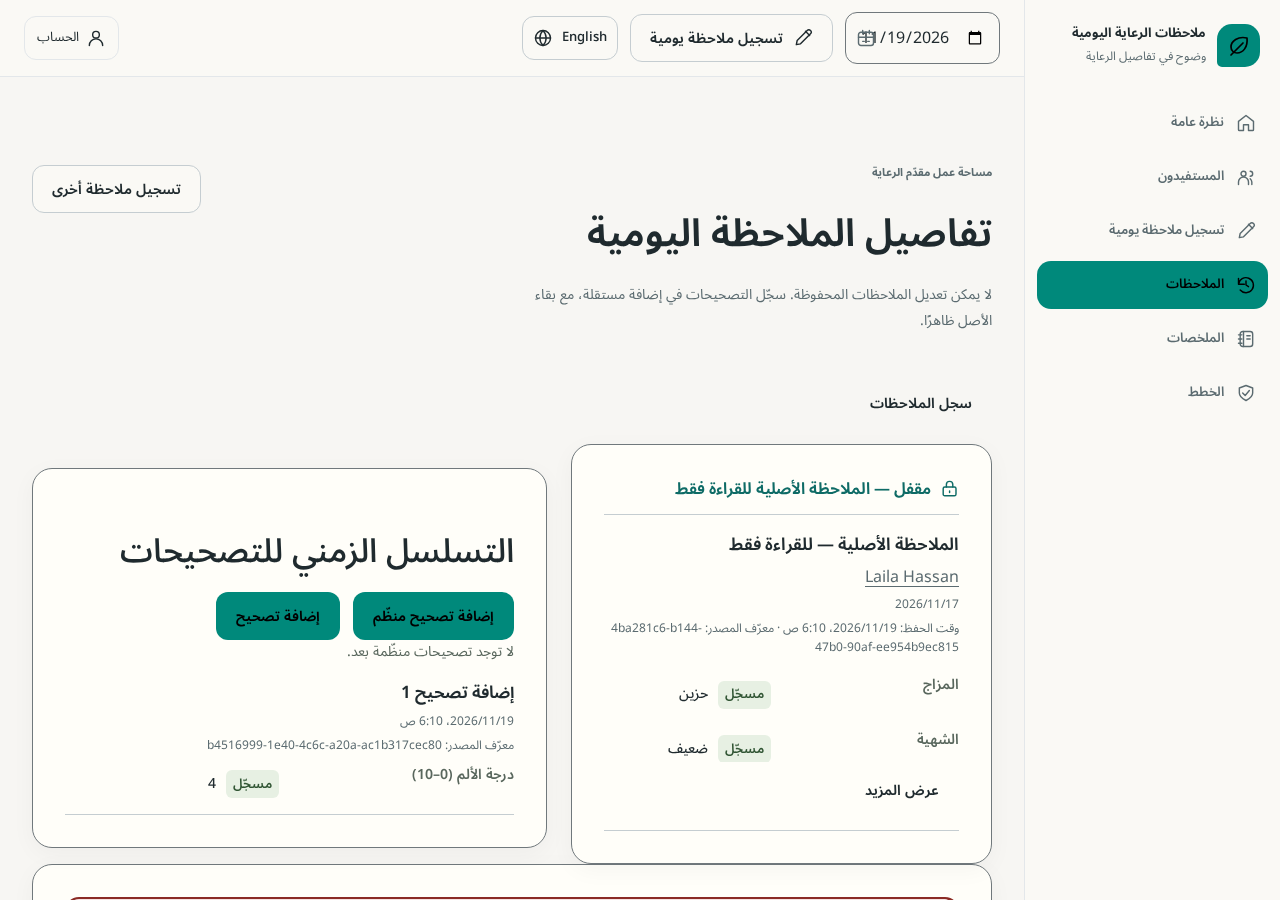 ملاحظات الرعاية اليومية
وضوح في تفاصيل الرعاية
نظرة عامة
المستفيدون
تسجيل ملاحظة يومية
الملاحظات
الملخصات
الخطط
/19/2026
تسجيل ملاحظة يومية
English
الحساب
مساحة عمل مقدّم الرعاية
تفاصيل الملاحظة اليومية
لا يمكن تعديل الملاحظات المحفوظة. سجّل التصحيحات في إضافة مستقلة، مع بقاء
الأصل ظاهرًا.
تسجيل ملاحظة أخرى
سجل الملاحظات
مقفل — الملاحظة الأصلية للقراءة فقط
الملاحظة الأصلية — للقراءة فقط
Laila Hassan
2026/11/17
وقت الحفظ: 2026/11/19، 6:10 ص · معرّف المصدر: 4ba281c6-b144-
47b0-90af-ee954b9ec815
المزاج
مسجّل حزين
الشهية
مسجّل ضعيف
عرض المزيد
التسلسل الزمني للتصحيحات
إضافة تصحيح منظّم
إضافة تصحيح
لا توجد تصحيحات منظّمة بعد.
إضافة تصحيح 1
2026/11/19، 6:10 ص
معرّف المصدر: b4516999-1e40-4c6c-a20a-ac1b317cec80
درجة الألم (0–10)
مسجّل 4